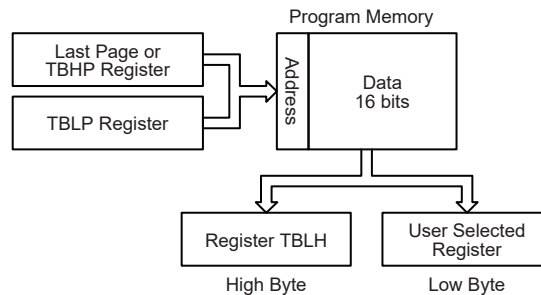 Program Memory
Last Page or
TBHP Register
TBLP Register
Address
Data
16 bits
Register TBLH
User Selected
Register
High Byte
Low Byte